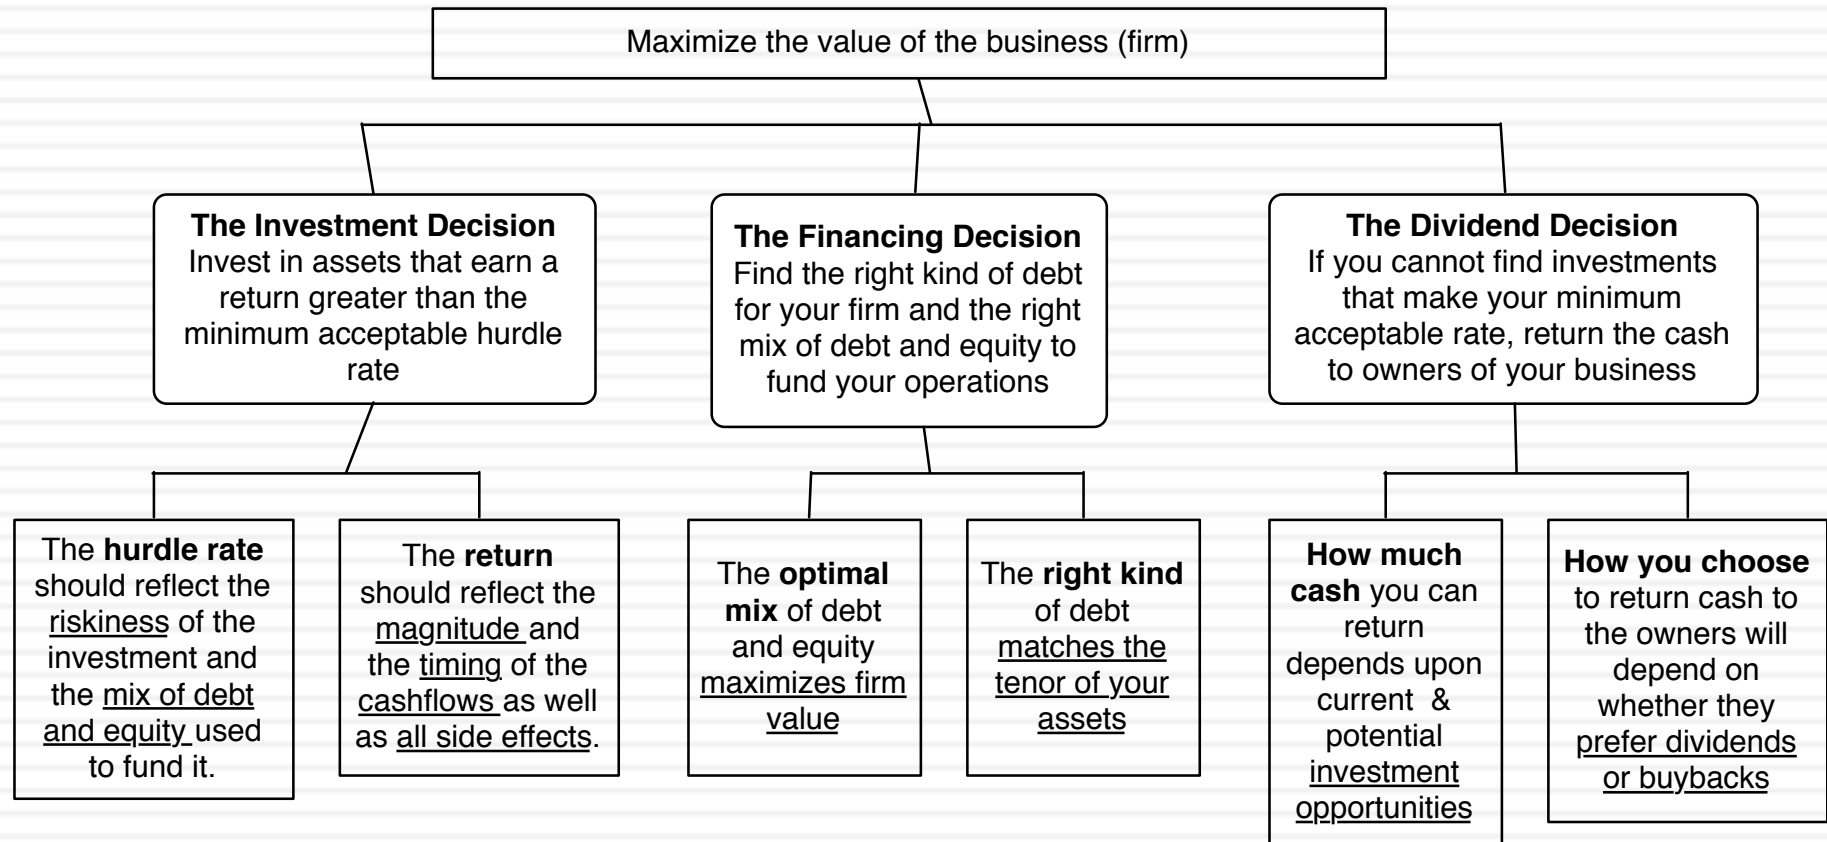 Maximize the value of the business (firm)
The Investment Decision
Invest in assets that earn a
return greater than the
minimum acceptable hurdle
rate
The Financing Decision
Find the right kind of debt
for your firm and the right
mix of debt and equity to
fund your operations
The Dividend Decision
If you cannot find investments
that make your minimum
acceptable rate, return the cash
to owners of your business
The hurdle rate
should reflect the
riskiness of the
investment and
the mix of debt
and equity used
to fund it.
The return
should reflect the
magnitude and
the timing of the
cashflows as well
as all side effects.
The optimal
mix of debt
and equity
maximizes firm
value
The right kind
of debt
matches the
tenor of your
assets
How much
cash you can
return
depends upon
current & 
potential
investment
opportunities
How you choose
to return cash to
the owners will
depend on
whether they
prefer dividends
or buybacks